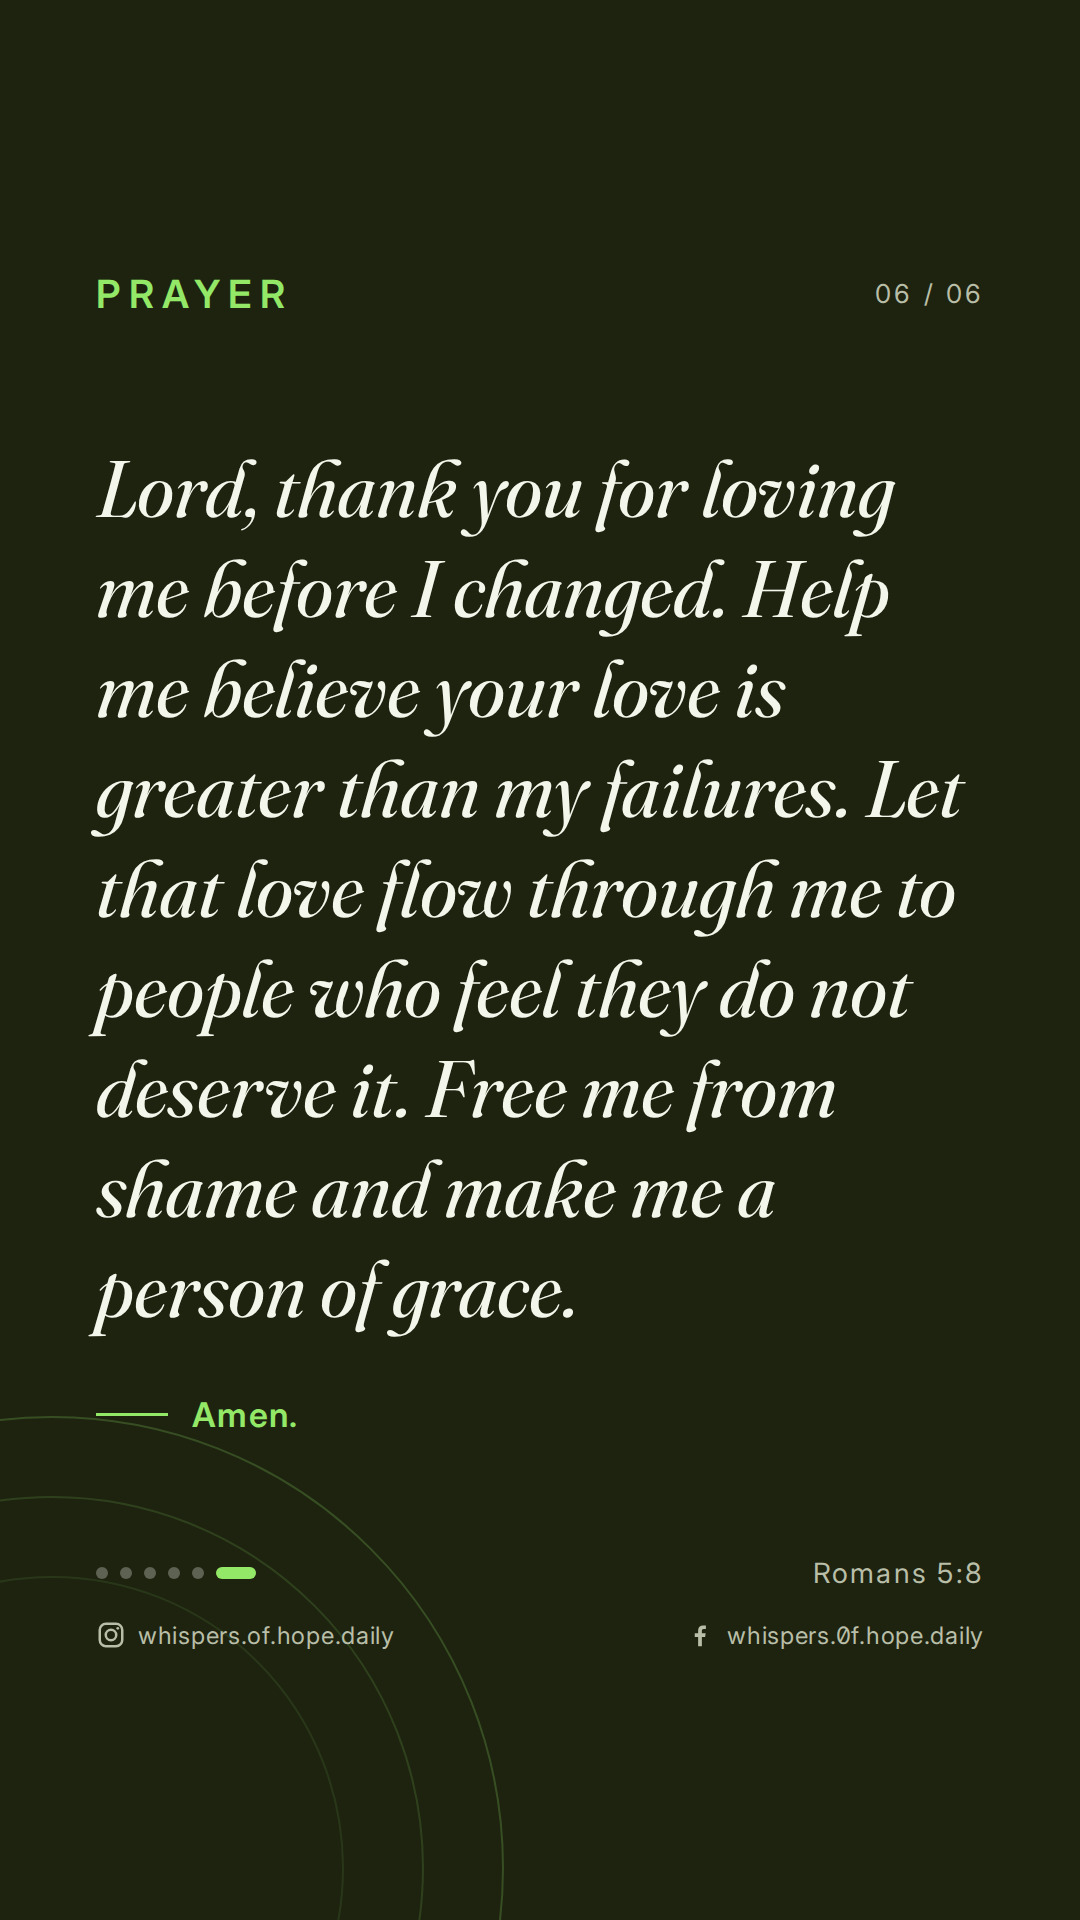 PRAYER
06 / 06
Lord, thank you for loving
me before I changed. Help
me believe your love is
greater than my failures. Let
that love flow through me to
people who feel they do not
deserve it. Free me from
shame and make me a
person of grace.
Amen.
Romans 5:8
whispers.of.hope.daily
whispers.0f.hope.daily